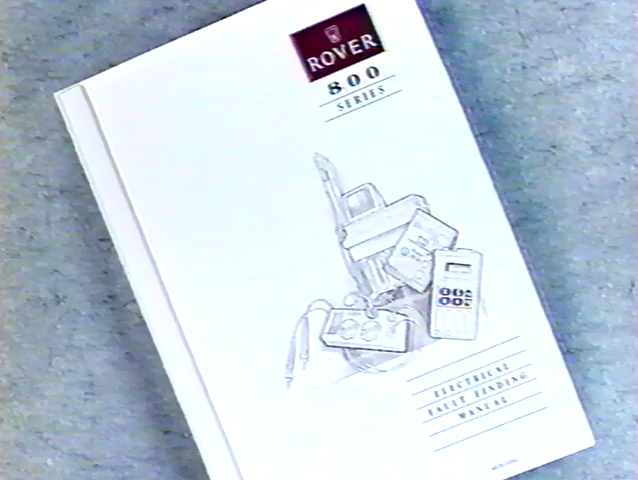 ROVER
800
SERIES
ELECTRICAL
FAULT FINDING
MANUAL